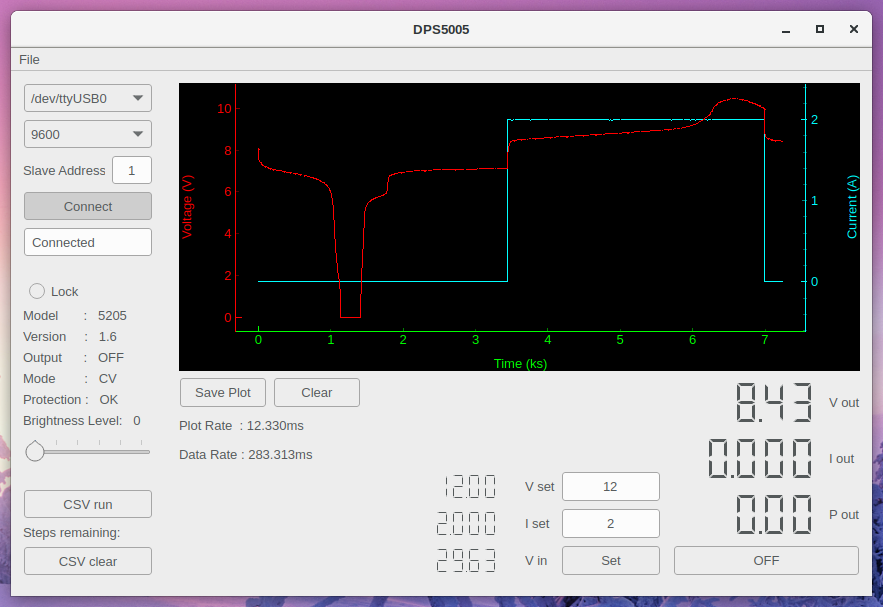 DPS5005
File
/dev/ttyUSB0
9600
Slave Address 1
Connect
Connected
Lock
Model : 5205
Version : 1.6
Output : OFF
Mode : CV
Protection : OK
Brightness Level: 0
CSV run
Steps remaining:
CSV clear
Voltage (V)
10
8
6
4
2
0
0 1 2 3 4 5 6 7
Time (ks)
2
1
0
Current (A)
Save Plot Clear
Plot Rate : 12.330ms
Data Rate : 283.313ms
8.43 V out
0.000 I out
0.00 P out
12.00 V set 12
2.000 I set 2
29.63 V in Set OFF